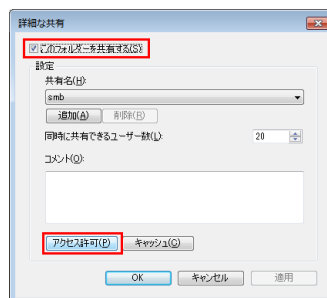 詳細な共有
このフォルダーを共有する(S)
設定
共有名(H):
smb
追加(A) 削除(R)
同時に共有できるユーザー数(L): 20
コメント(O):
アクセス許可(P) キャッシュ(C)
OK キャンセル 適用